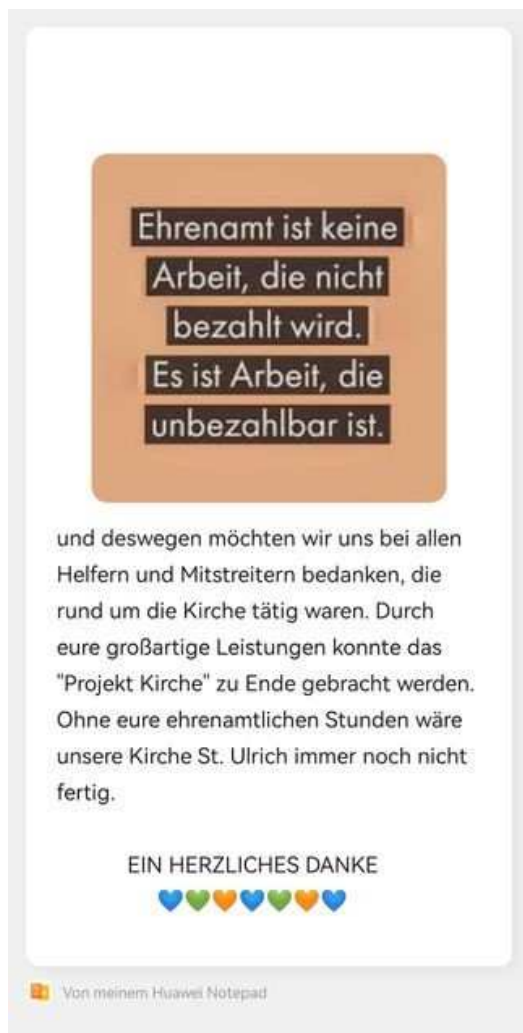 Ehrenamt ist keine
Arbeit, die nicht
bezahlt wird.
Es ist Arbeit, die
unbezahlbar ist.
und deswegen möchten wir uns bei allen
Helfern und Mitstreitern bedanken, die
rund um die Kirche tätig waren. Durch
eure großartige Leistungen konnte das
"Projekt Kirche" zu Ende gebracht werden.
Ohne eure ehrenamtlichen Stunden wäre
unsere Kirche St. Ulrich immer noch nicht
fertig.
EIN HERZLICHES DANKE
💙💚🧡💙💚🧡💙
Von meinem Huawei Notepad